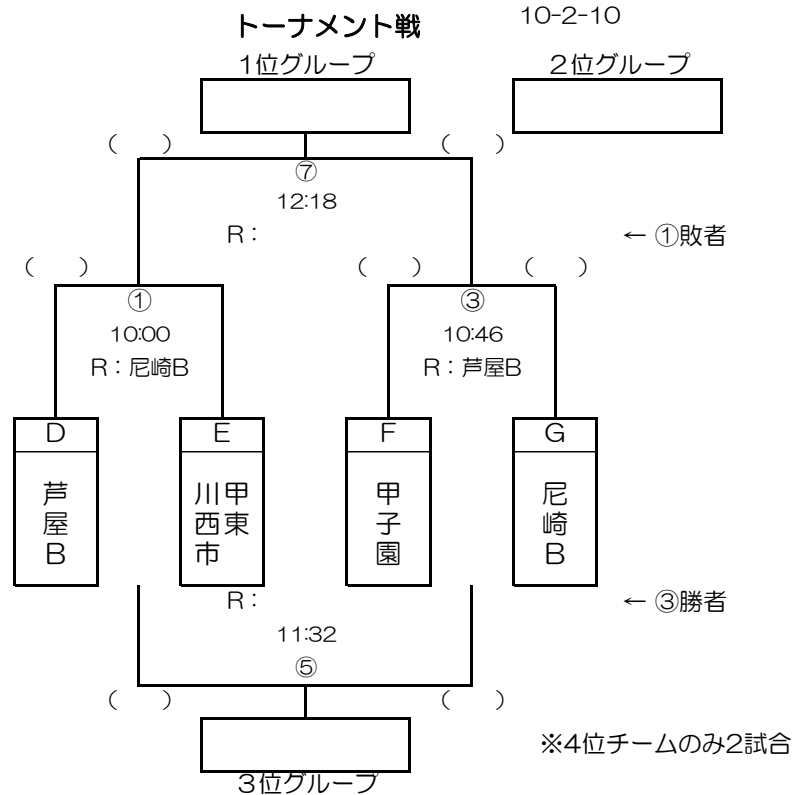 トーナメント戦
10-2-10
1位グループ
2位グループ
(　　)
(　　)
⑦
12:18
R：
← ①敗者
(　　)
(　　)
(　　)
①
③
10:00
10:46
R：尼崎B
R：芦屋B
D
E
F
G
芦屋B
甲東
川西市
甲子園
尼崎B
R：
← ③勝者
11:32
⑤
(　　)
(　　)
※4位チームのみ2試合
3位グループ